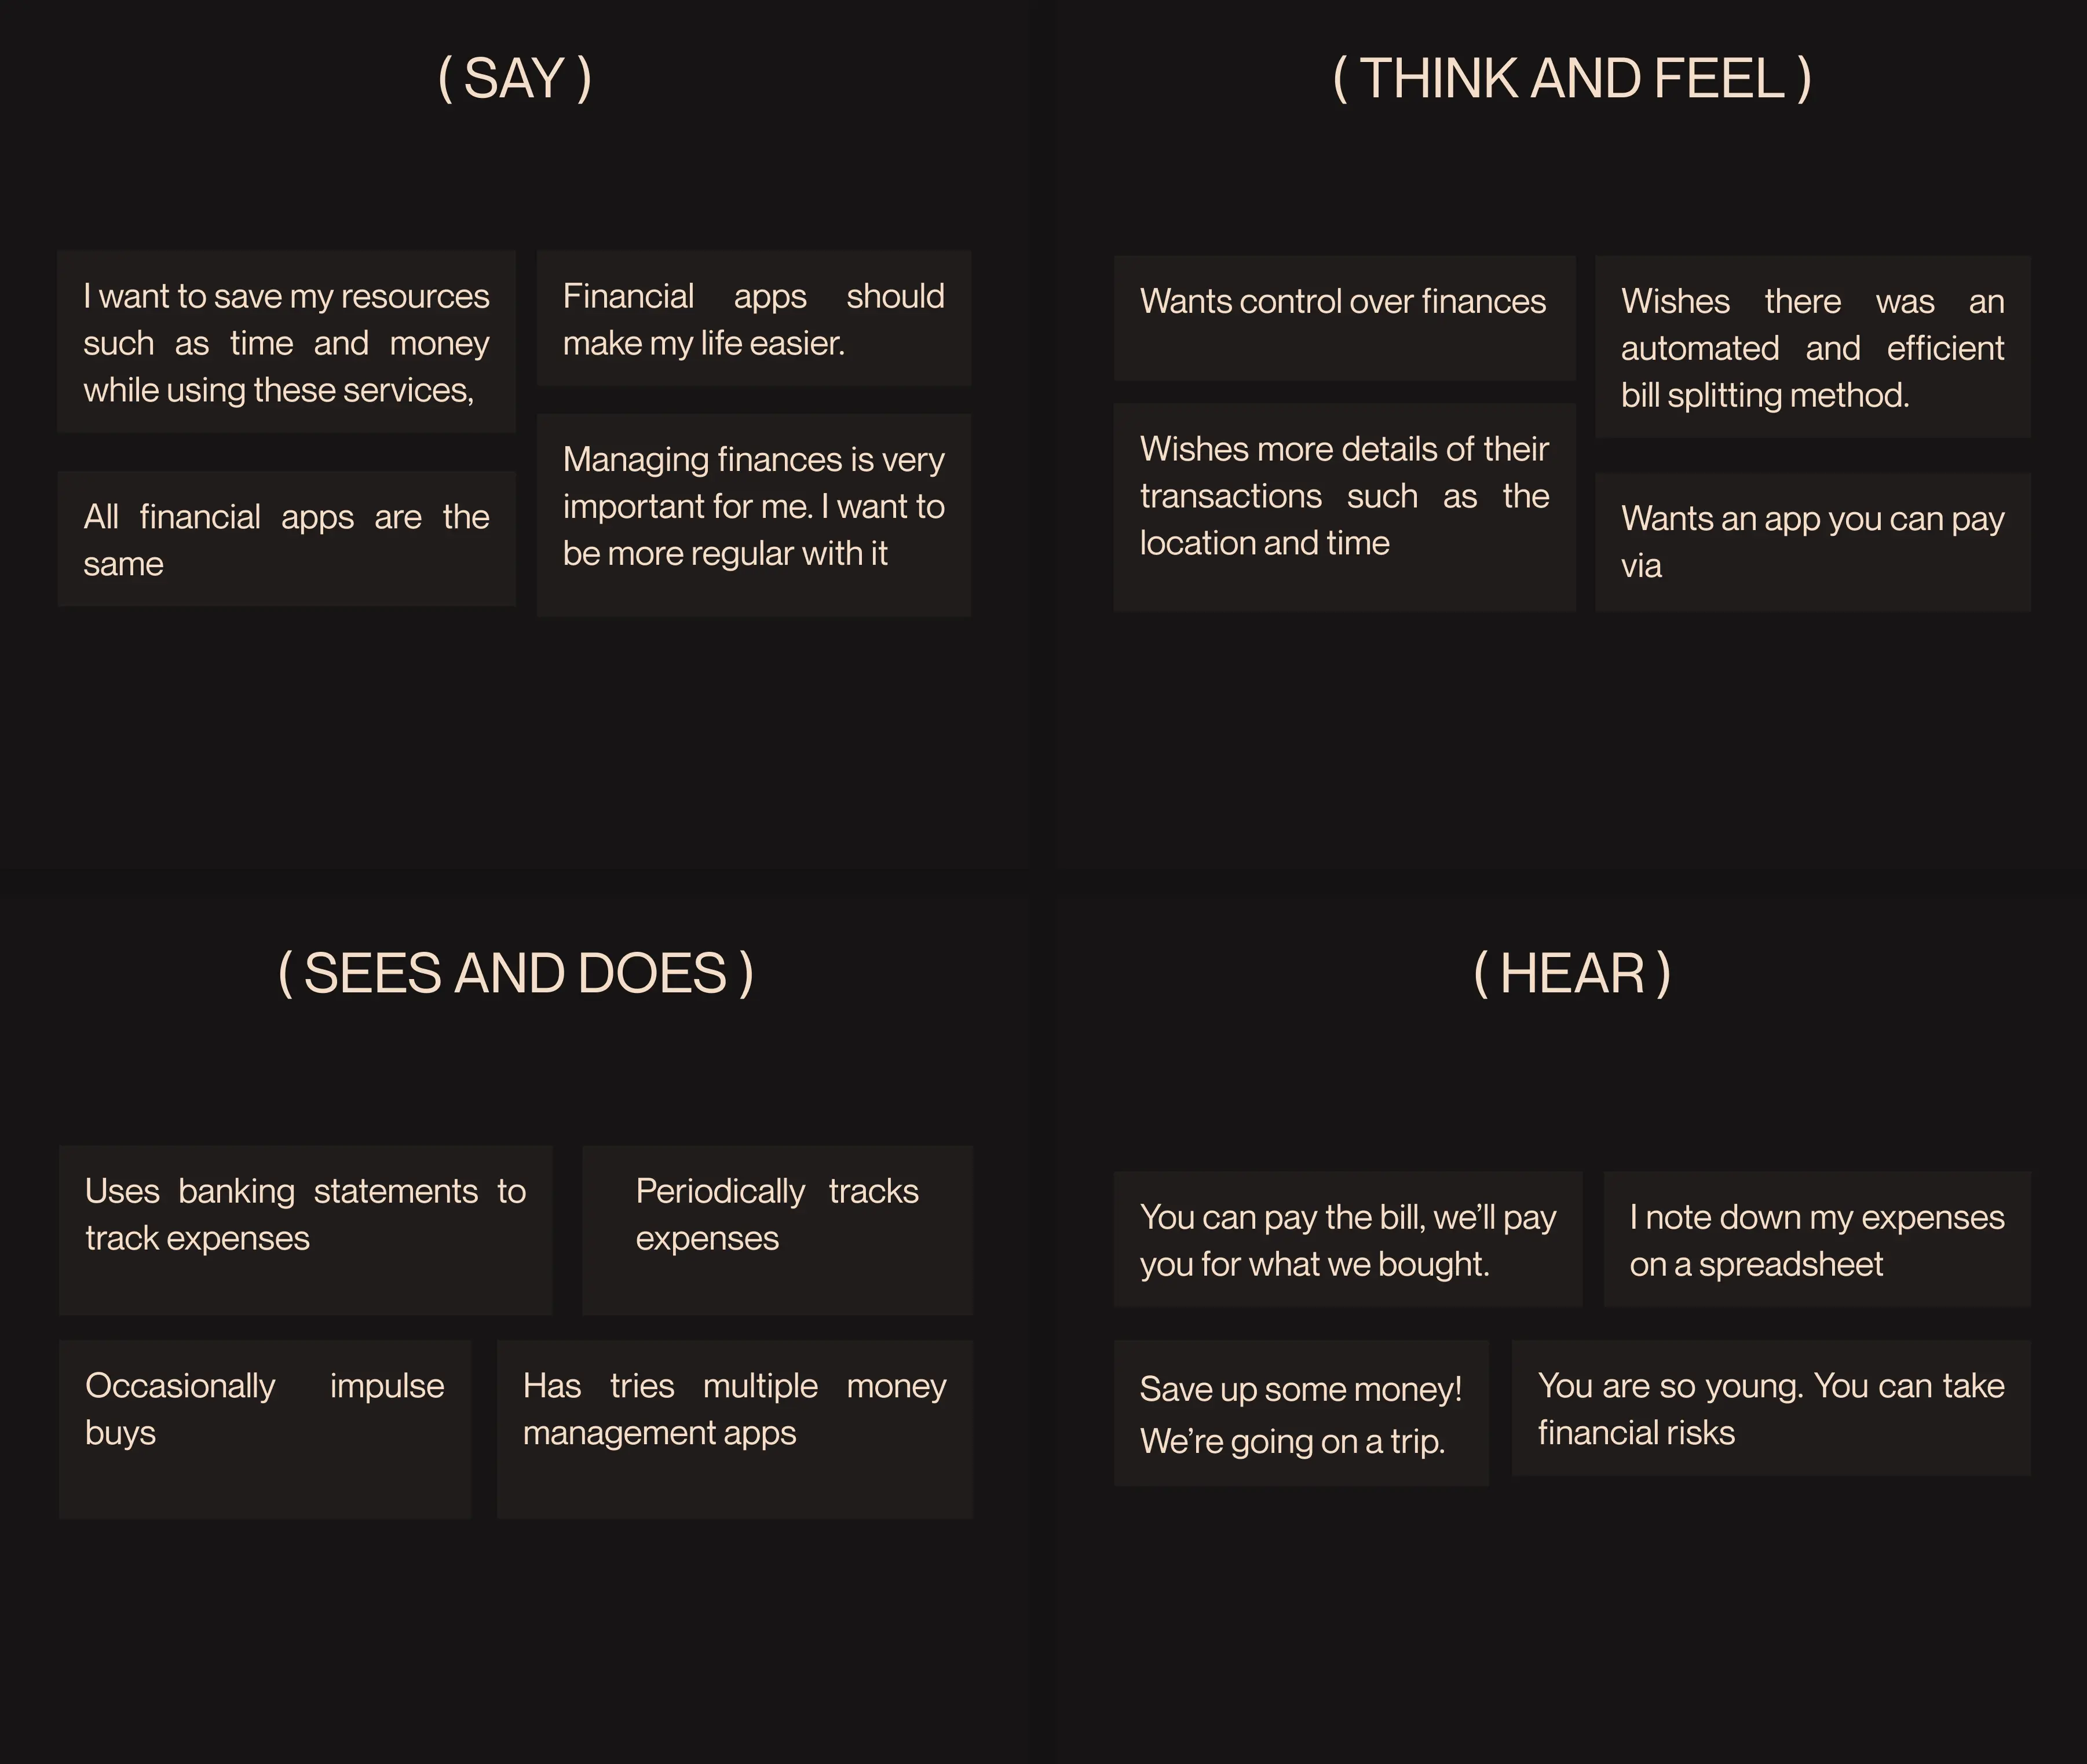 ( SAY )
I want to save my resources
such as time and money
while using these services,
Financial apps should
make my life easier.
All financial apps are the
same
Managing finances is very
important for me. I want to
be more regular with it
( THINK AND FEEL )
Wants control over finances
Wishes there was an
automated and efficient
bill splitting method.
Wishes more details of their
transactions such as the
location and time
Wants an app you can pay
via
( SEES AND DOES )
Uses banking statements to
track expenses
Periodically tracks
expenses
Occasionally impulse
buys
Has tries multiple money
management apps
( HEAR )
You can pay the bill, we’ll pay
you for what we bought.
I note down my expenses
on a spreadsheet
Save up some money!
We’re going on a trip.
You are so young. You can take
financial risks